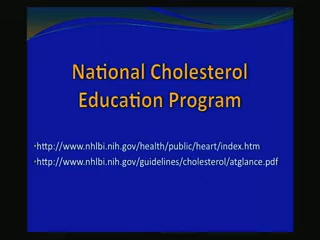 National Cholesterol
Education Program
•http://www.nhlbi.nih.gov/health/public/heart/index.htm
•http://www.nhlbi.nih.gov/guidelines/cholesterol/atglance.pdf